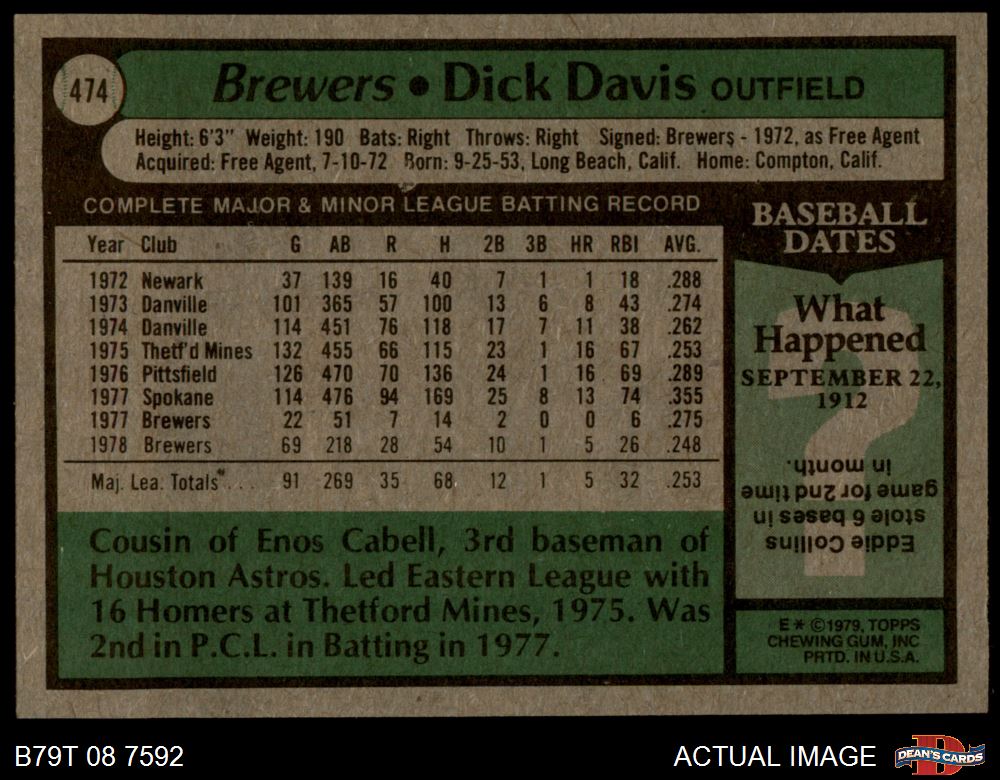 474
Brewers • Dick Davis OUTFIELD
Height: 6'3" Weight: 190 Bats: Right Throws: Right Signed: Brewers - 1972, as Free Agent
Acquired: Free Agent, 7-10-72 Born: 9-25-53, Long Beach, Calif. Home: Compton, Calif.
COMPLETE MAJOR & MINOR LEAGUE BATTING RECORD
Year Club G AB R H 2B 3B HR RBI AVG.
1972 Newark 37 139 16 40 7 1 1 18 .288
1973 Danville 101 365 57 100 13 6 8 43 .274
1974 Danville 114 451 76 118 17 7 11 38 .262
1975 Thetf'd Mines 132 455 66 115 23 1 16 67 .253
1976 Pittsfield 126 470 70 136 24 1 16 69 .289
1977 Spokane 114 476 94 169 25 8 13 74 .355
1977 Brewers 22 51 7 14 2 0 0 6 .275
1978 Brewers 69 218 28 54 10 1 5 26 .248
Maj. Lea. Totals . . . 91 269 35 68 12 1 5 32 .253
Cousin of Enos Cabell, 3rd baseman of
Houston Astros. Led Eastern League with
16 Homers at Thetford Mines, 1975. Was
2nd in P.C.L. in Batting in 1977.
BASEBALL
DATES
What
Happened
SEPTEMBER 22,
1912
?
Eddie Collins
stole 6 bases in
game for 2nd time
in month.
E * ©1979, TOPPS
CHEWING GUM, INC
PRTD. IN U.S.A.
B79T 08 7592
ACTUAL IMAGE
D
DEAN'S CARDS